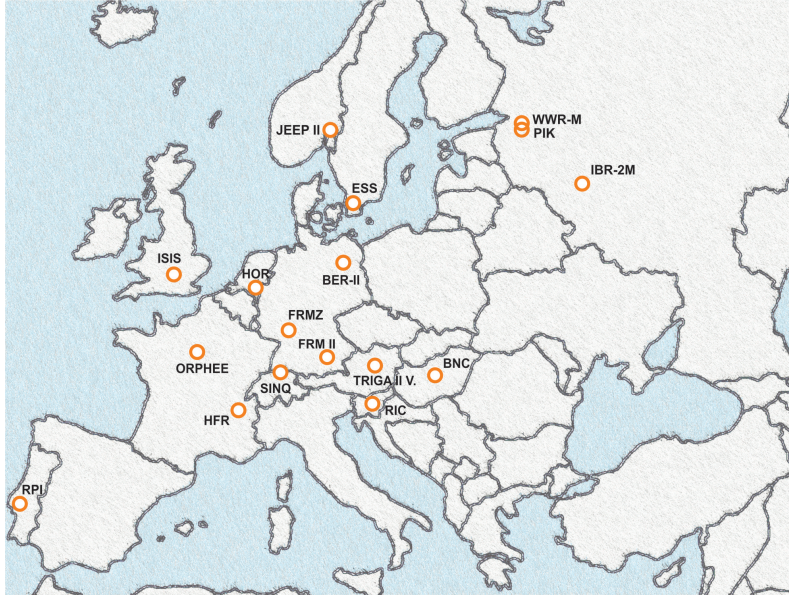 WWR-M
JEEP II
PIK
IBR-2M
ESS
ISIS
HOR
BER-II
FRMZ
FRM II
ORPHEE
BNC
TRIGA II V.
SINQ
RIC
HFR
RPI